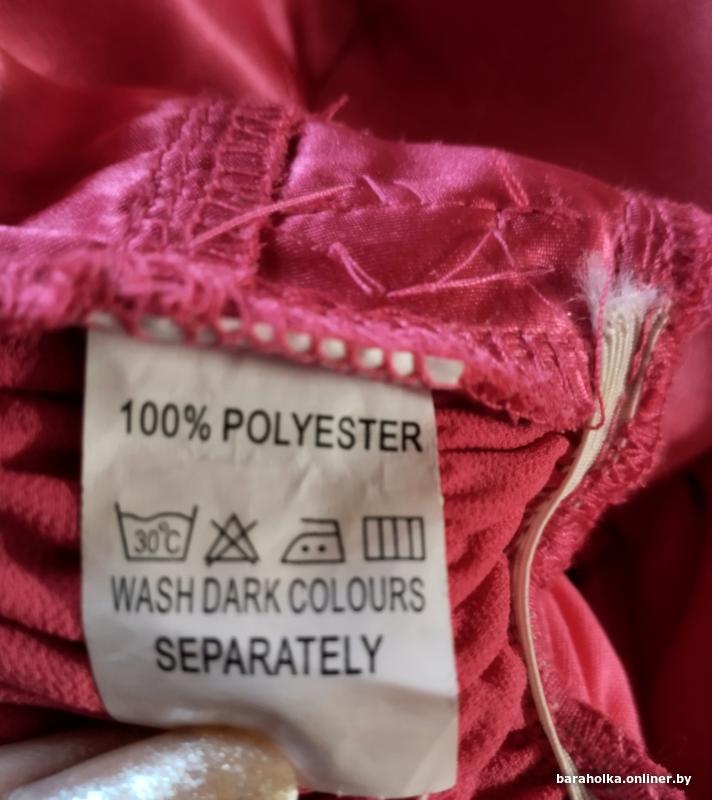 100% POLYESTER
30°C
WASH DARK COLOURS
SEPARATELY
baraholka.onliner.by